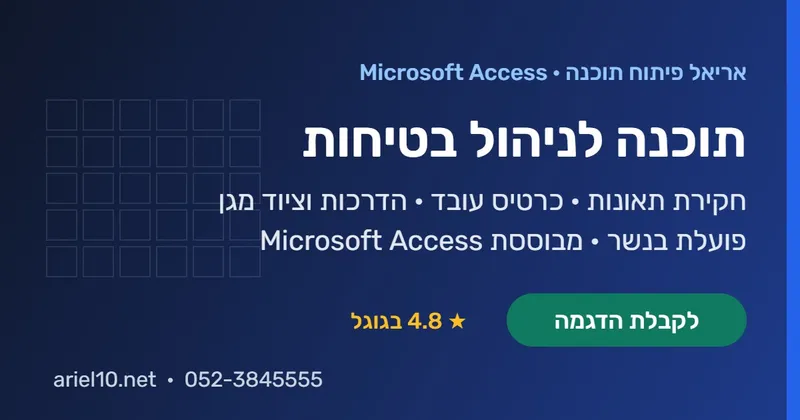 אריאל פיתוח תוכנה • Microsoft Access
תוכנה לניהול בטיחות
חקירת תאונות • כרטיס עובד • הדרכות וציוד מגן
פועלת בנשר • מבוססת Microsoft Access
לקבלת הדגמה
★ 4.8 בגוגל
ariel10.net • 052-3845555